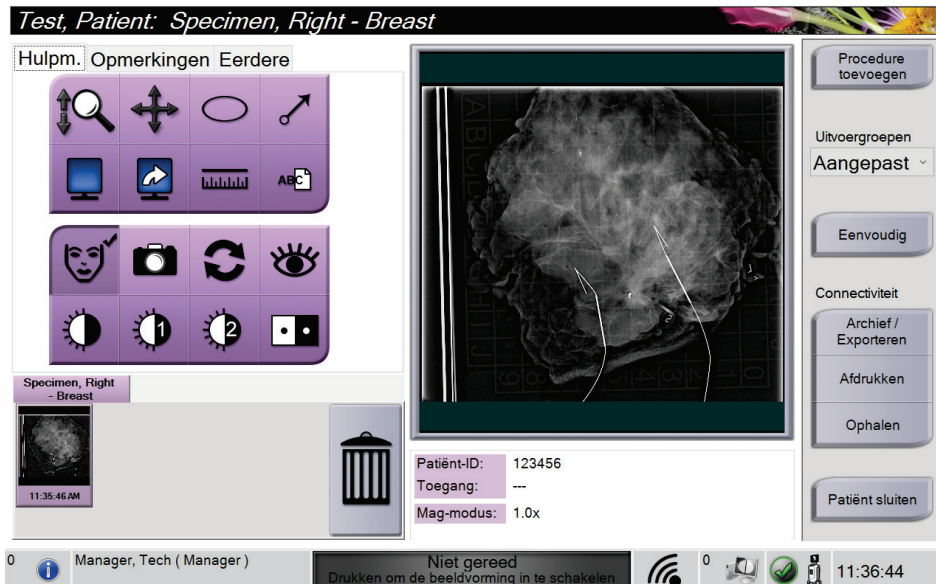 Test, Patient: Specimen, Right - Breast
Hulpm. Opmerkingen Eerdere
ABC
1
2
Specimen, Right
- Breast
11:35:46 AM
Patiënt-ID: 123456
Toegang: ---
Mag-modus: 1.0x
Procedure
toevoegen
Uitvoergroepen
Aangepast
Eenvoudig
Connectiviteit
Archief /
Exporteren
Afdrukken
Ophalen
Patiënt sluiten
0
Manager, Tech ( Manager )
Niet gereed
Drukken om de beeldvorming in te schakelen
0
11:36:44